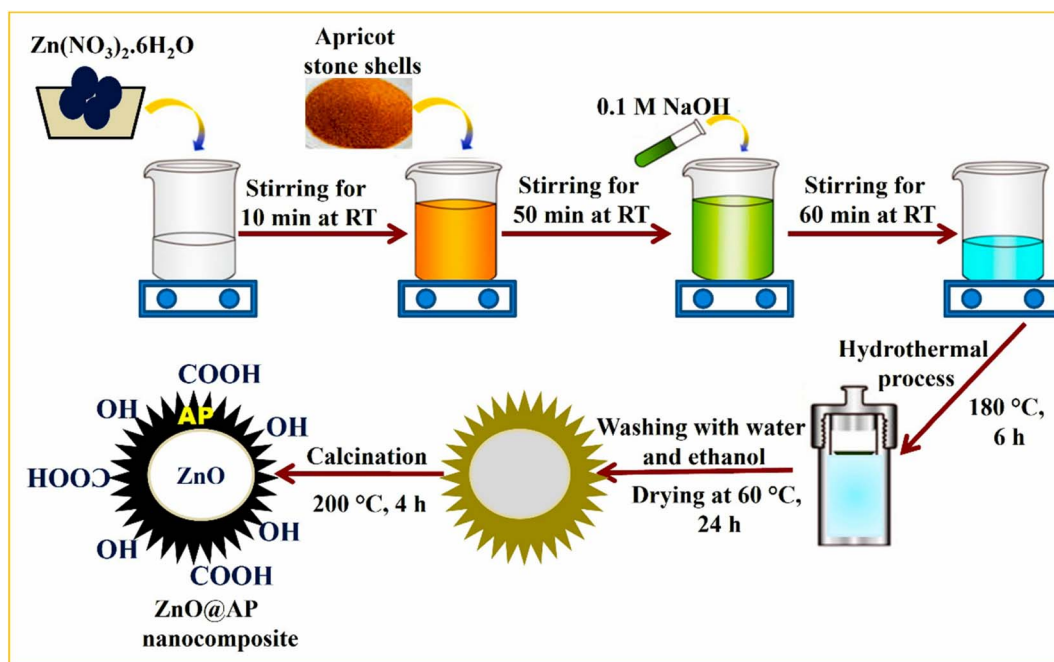 Zn(NO₃)₂.6H₂O
Apricot
stone shells
0.1 M NaOH
Stirring for
10 min at RT
Stirring for
50 min at RT
Stirring for
60 min at RT
Hydrothermal
process
180 °C,
6 h
Washing with water
and ethanol
Drying at 60 °C,
24 h
Calcination
200 °C, 4 h
COOH
OH
AP
OH
HOOC
ZnO
OH
OH
COOH
ZnO@AP
nanocomposite